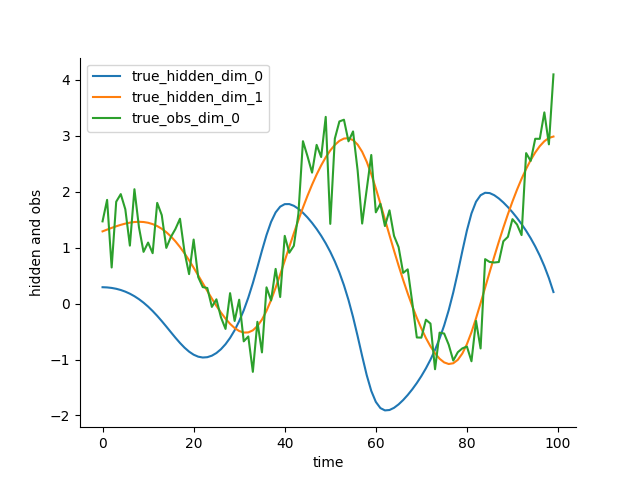 true_hidden_dim_0
true_hidden_dim_1
true_obs_dim_0
hidden and obs
4
3
2
1
0
−1
−2
0 20 40 60 80 100
time